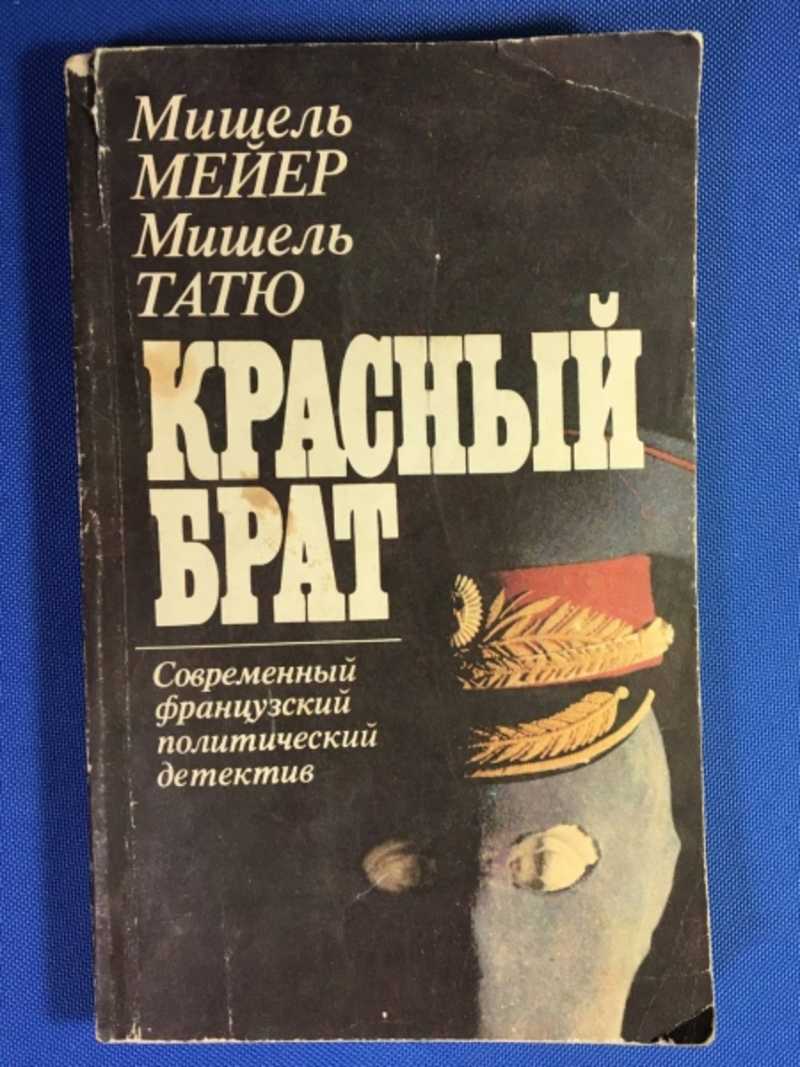 Мишель
МЕЙЕР
Мишель
ТАТЮ
КРАСНЫЙ
БРАТ
Современный
французский
политический
детектив